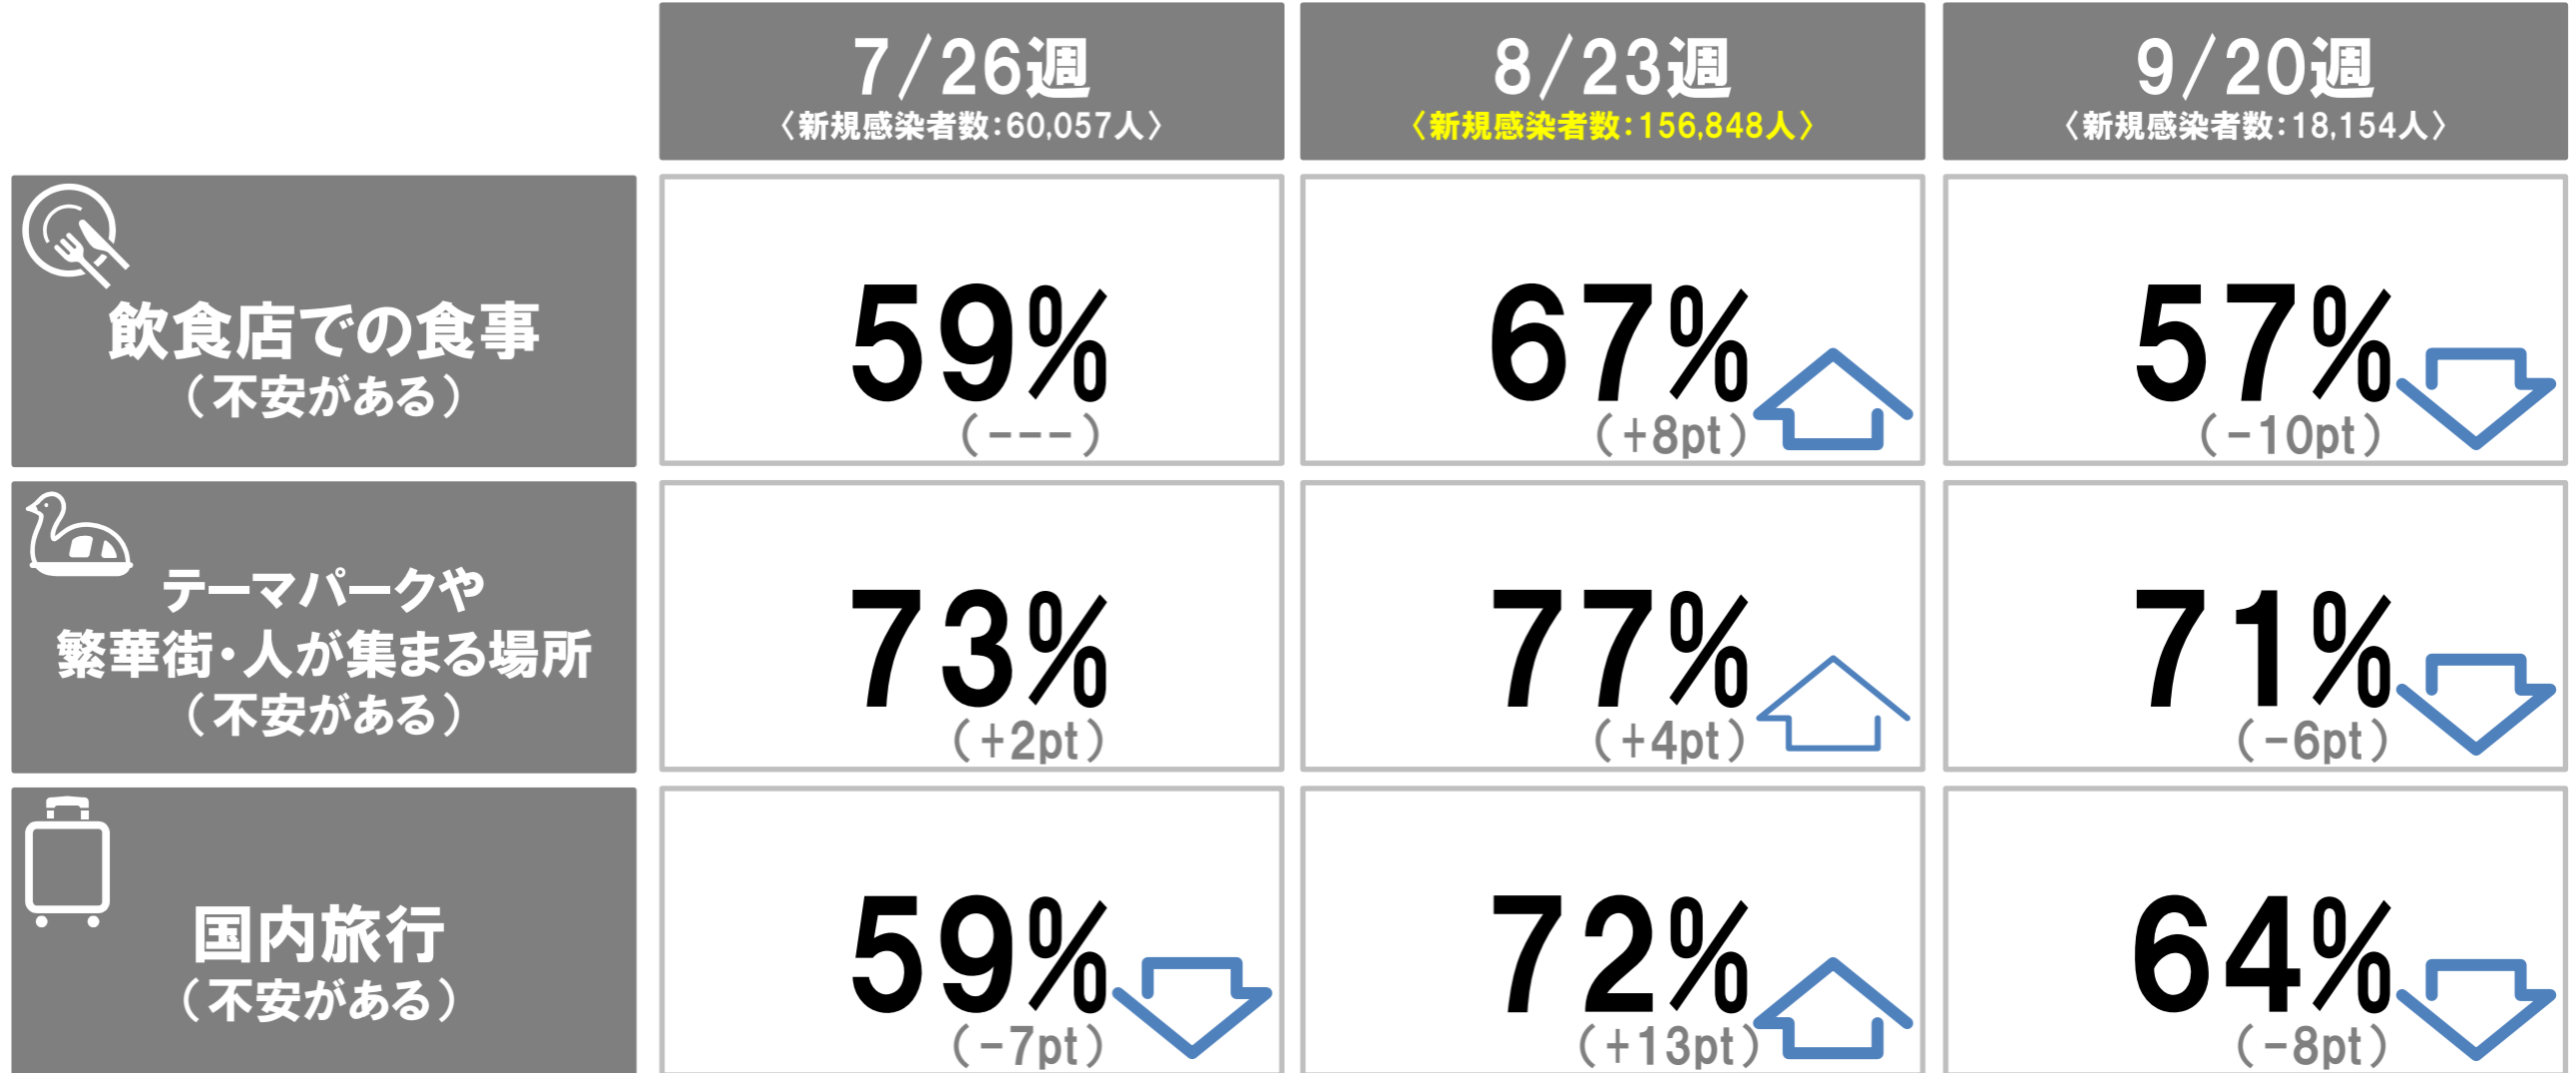 7/26週 8/23週 9/20週
〈新規感染者数：60,057人〉 〈新規感染者数：156,848人〉 〈新規感染者数：18,154人〉
飲食店での食事
（不安がある）
59% 67% 57%
（---） （+8pt） （-10pt）
テーマパークや
繁華街・人が集まる場所
（不安がある）
73% 77% 71%
（+2pt） （+4pt） （-6pt）
国内旅行
（不安がある）
59% 72% 64%
（-7pt） （+13pt） （-8pt）